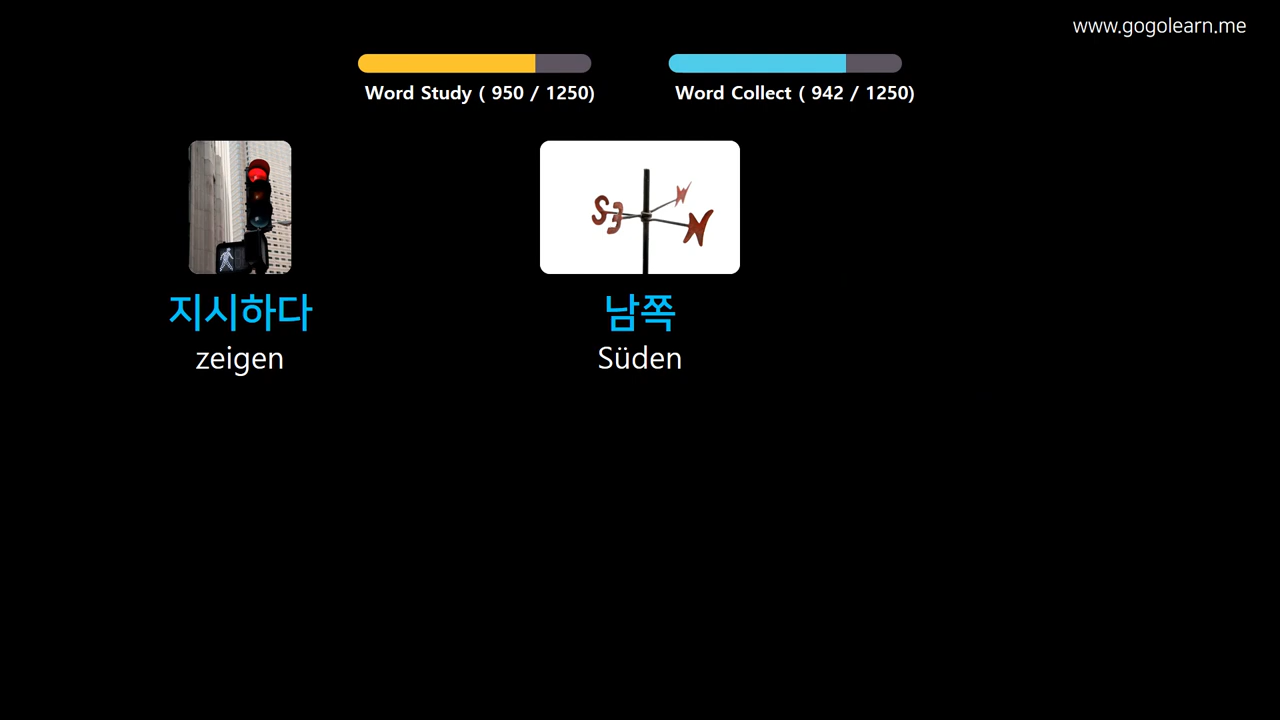 www.gogolearn.me
Word Study ( 950 / 1250)
Word Collect ( 942 / 1250)
지시하다
zeigen
남쪽
Süden